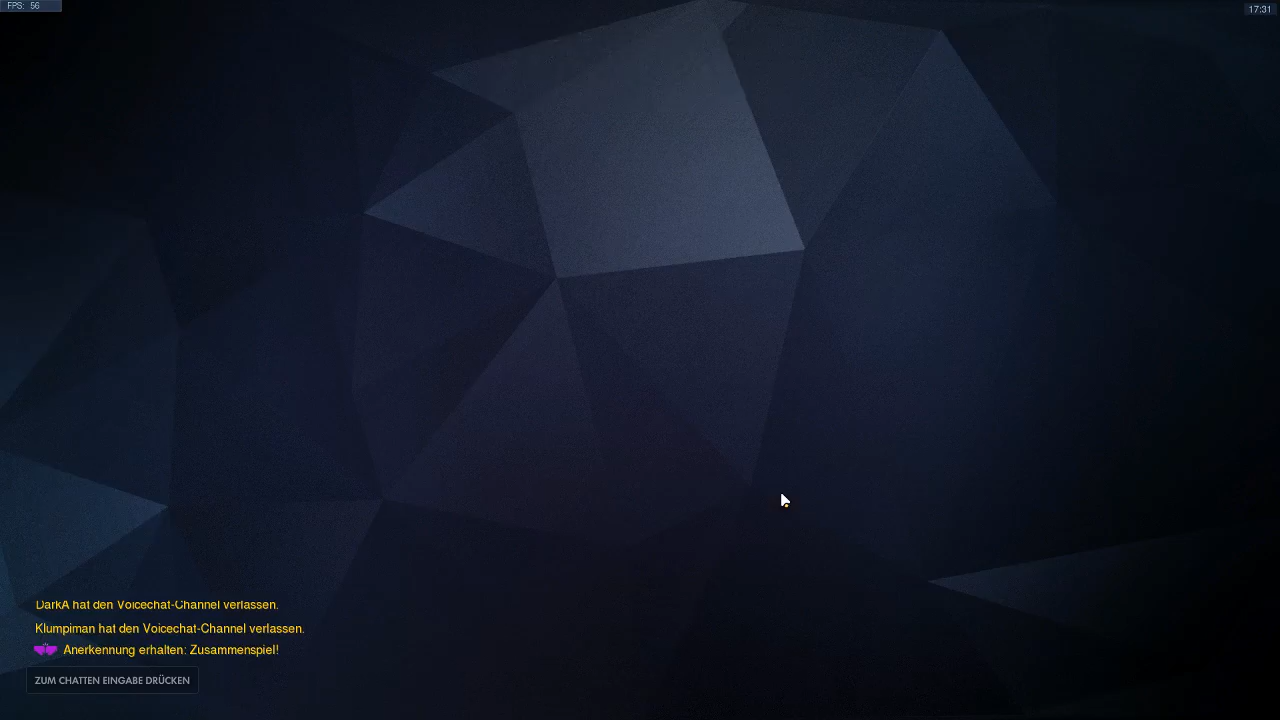 FPS: 56
17:31
DarkA hat den Voicechat-Channel verlassen.
Klumpiman hat den Voicechat-Channel verlassen.
Anerkennung erhalten: Zusammenspiel!
ZUM CHATTEN EINGABE DRÜCKEN